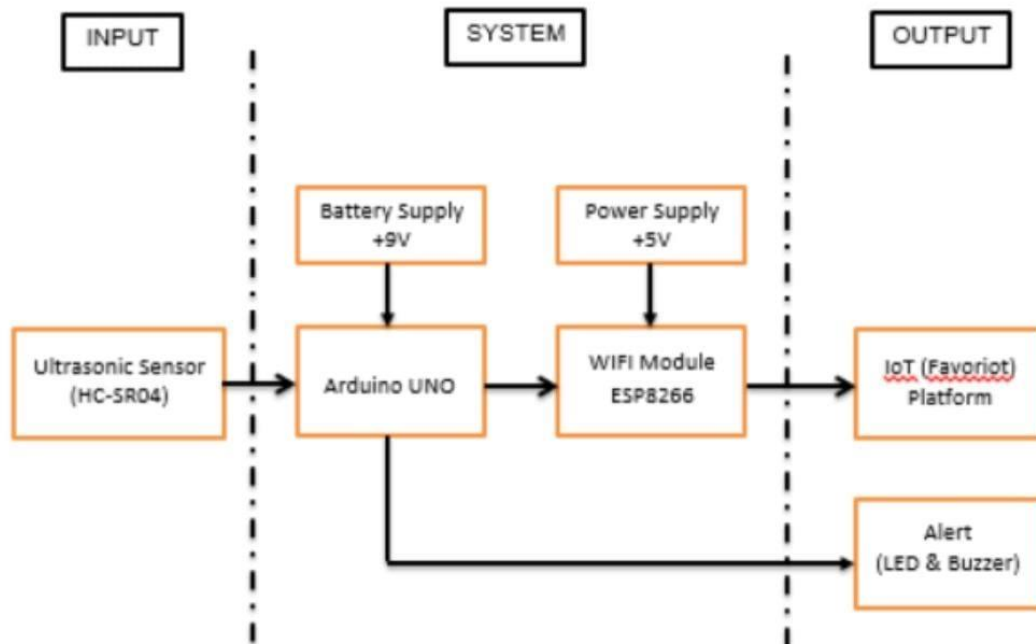 INPUT
SYSTEM
OUTPUT
Battery Supply
+9V
Power Supply
+5V
Ultrasonic Sensor
(HC-SR04)
Arduino UNO
WIFI Module
ESP8266
IoT (Favoriot)
Platform
Alert
(LED & Buzzer)